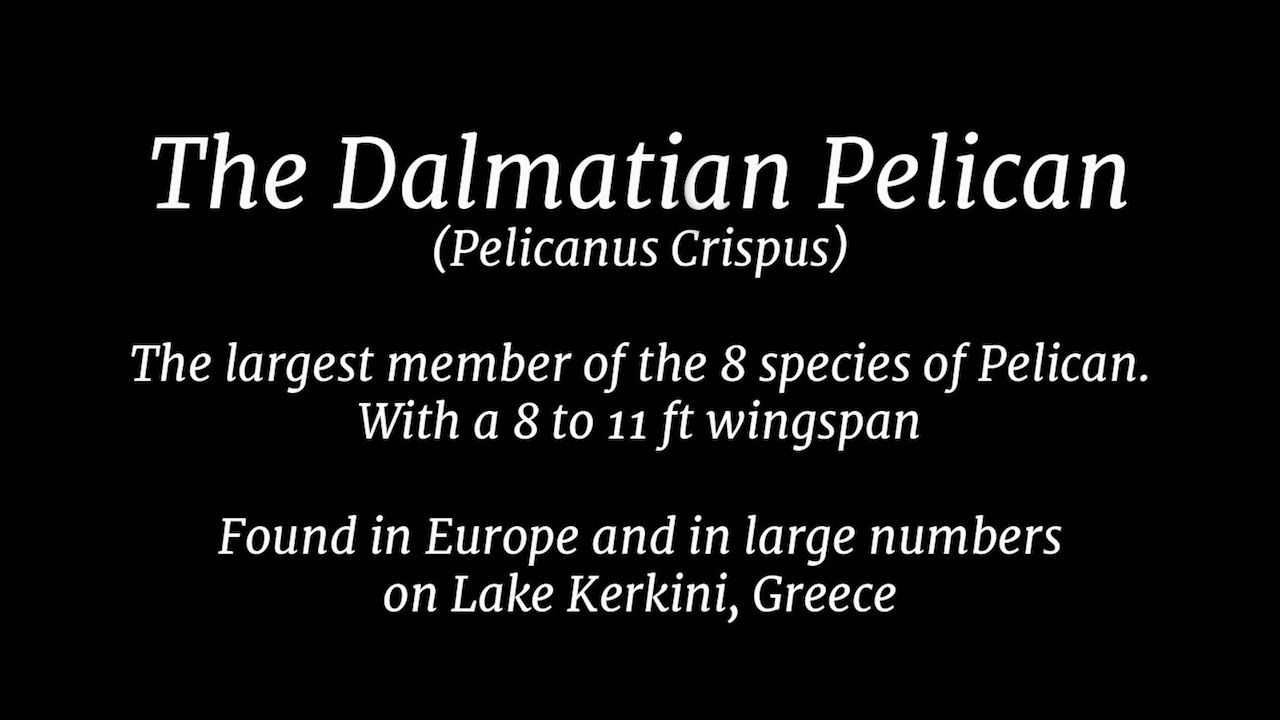 The Dalmatian Pelican
(Pelicanus Crispus)
The largest member of the 8 species of Pelican.
With a 8 to 11 ft wingspan
Found in Europe and in large numbers
on Lake Kerkini, Greece